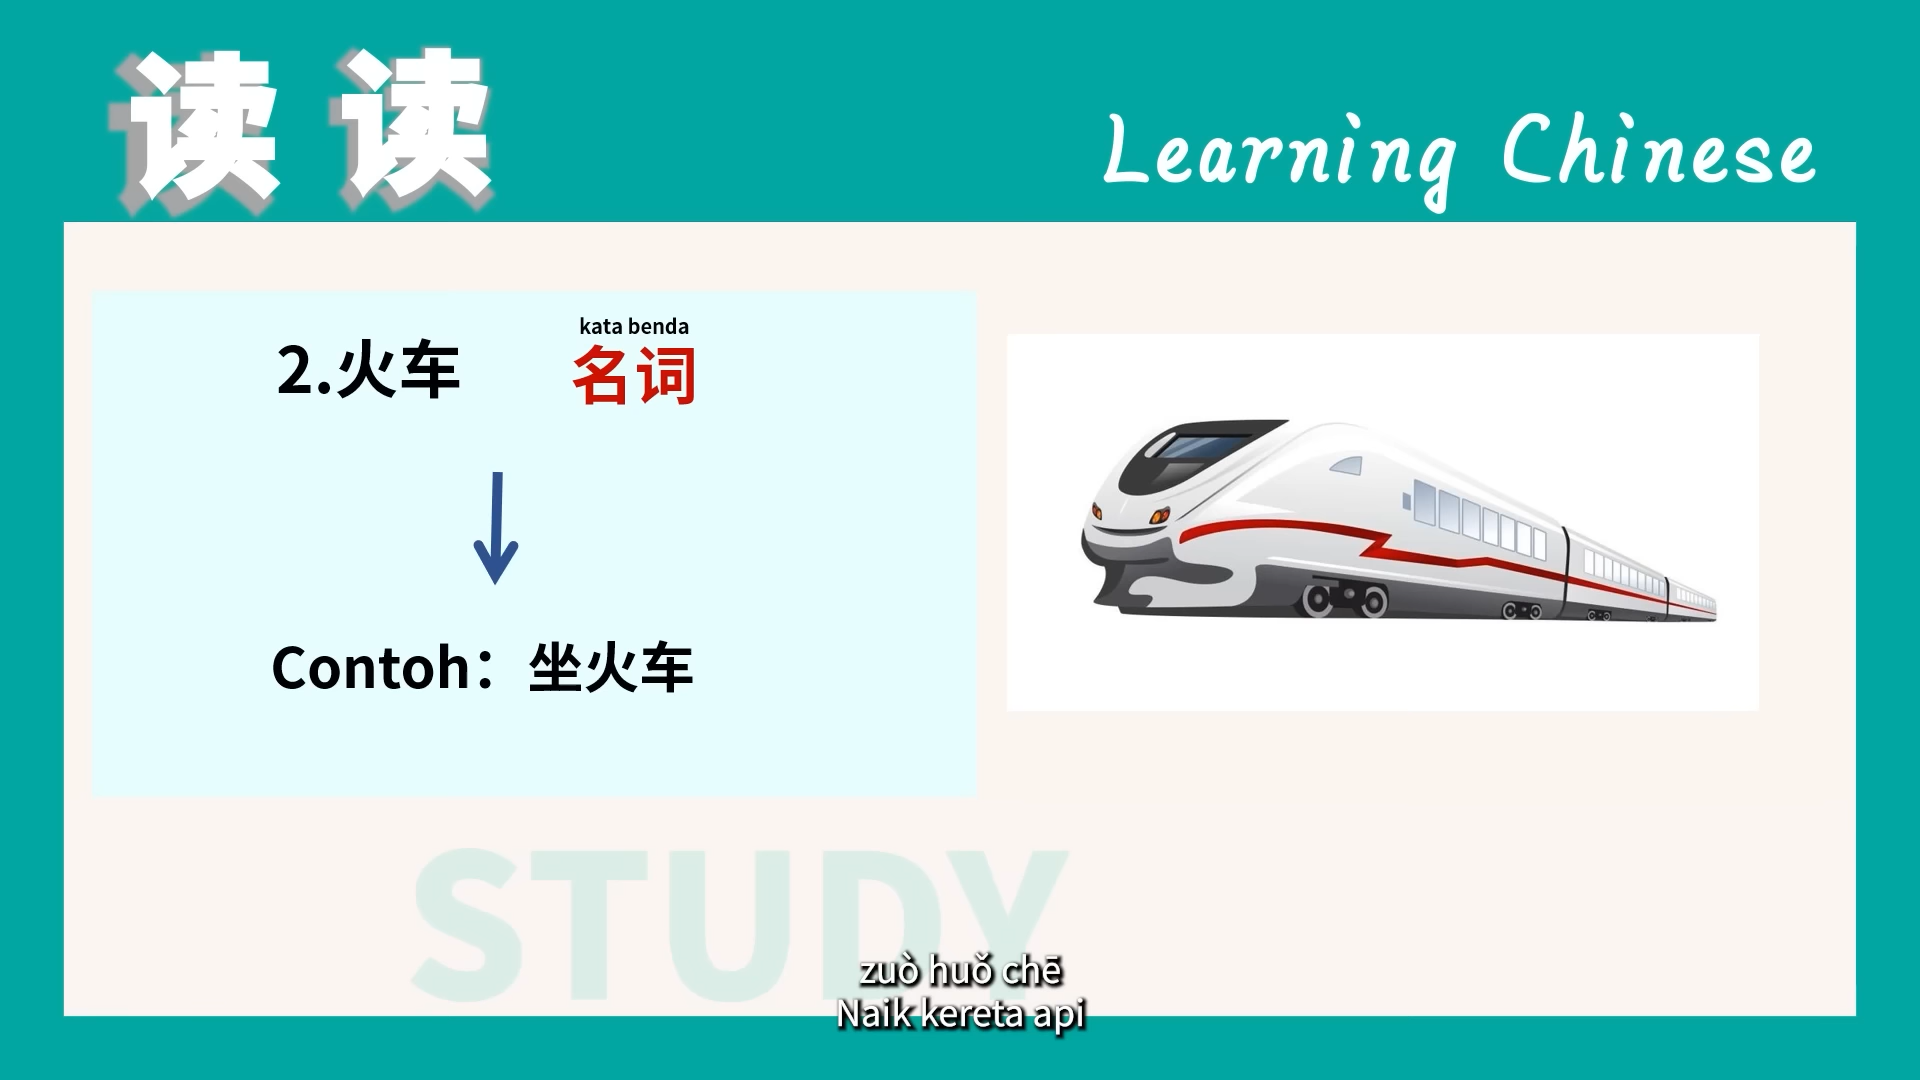 读读
Learning Chinese
kata benda
2.火车 名词
Contoh：坐火车
STUDY
zuò huǒ chē
Naik kereta api